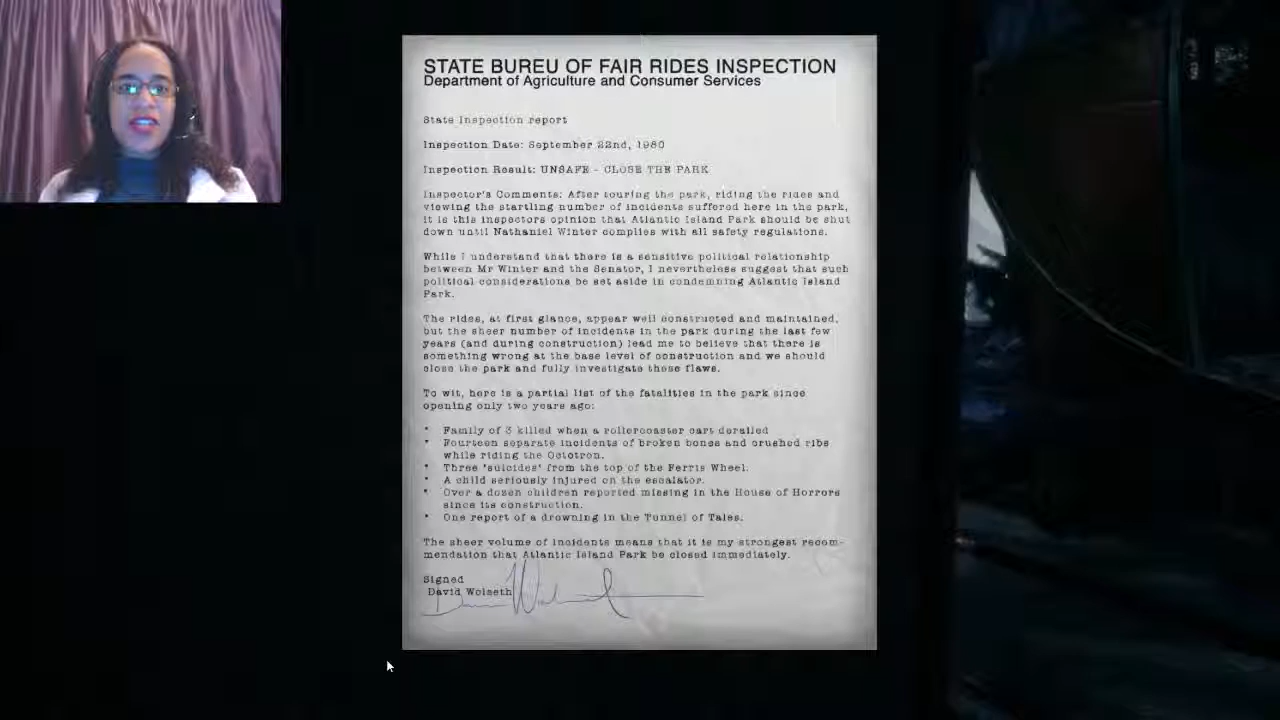 STATE BUREU OF FAIR RIDES INSPECTION
Department of Agriculture and Consumer Services
State Inspection report
Inspection Date: September 22nd, 1980
Inspection Result: UNSAFE - CLOSE THE PARK
Inspector's Comments: After touring the park, riding the rides and
viewing the startling number of incidents suffered here in the park,
it is this inspectors opinion that Atlantic Island Park should be shut
down until Nathaniel Winter complies with all safety regulations.
While I understand that there is a sensitive political relationship
between Mr Winter and the Senator, I nevertheless suggest that such
political considerations be set aside in condemning Atlantic Island
Park.
The rides, at first glance, appear well constructed and maintained,
but the sheer number of incidents in the park during the last few
years (and during construction) lead me to believe that there is
something wrong at the base level of construction and we should
close the park and fully investigate these flaws.
To wit, here is a partial list of the fatalities in the park since
opening only two years ago:
* Family of 3 killed when a rollercoaster cart derailed
* Fourteen separate incidents of broken bones and crushed ribs
while riding the Octotron.
* Three 'suicides' from the top of the Ferris Wheel.
* A child seriously injured on the escalator.
* Over a dozen children reported missing in the House of Horrors
since its construction.
* One report of a drowning in the Tunnel of Tales.
The sheer volume of incidents means that it is my strongest recom-
mendation that Atlantic Island Park be closed immediately.
Signed
David Wolseth